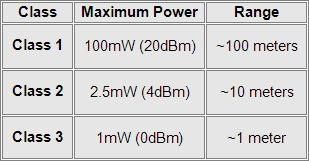 Class Maximum Power Range
Class 1 100mW (20dBm) ~100 meters
Class 2 2.5mW (4dBm) ~10 meters
Class 3 1mW (0dBm) ~1 meter